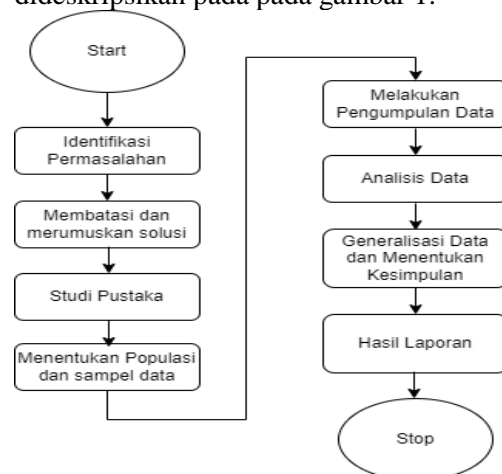 dideskripsikan pada pada gambar 1.
Start
Identifikasi
Permasalahan
Membatasi dan
merumuskan solusi
Studi Pustaka
Menentukan Populasi
dan sampel data
Melakukan
Pengumpulan Data
Analisis Data
Generalisasi Data
dan Menentukan
Kesimpulan
Hasil Laporan
Stop